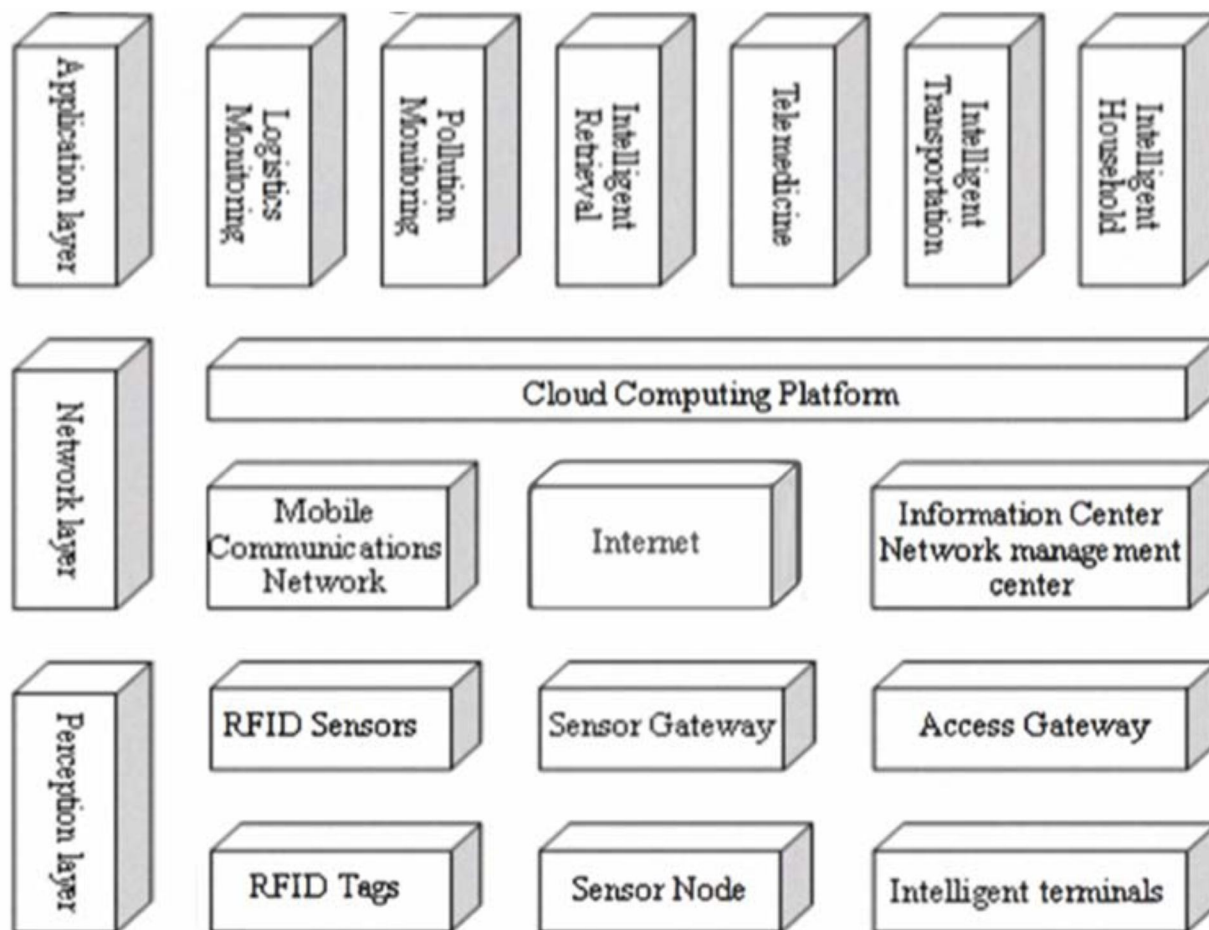 Application layer
Logistics
Monitoring
Pollution
Monitoring
Intelligent
Retrieval
Telemedicine
Intelligent
Transportation
Intelligent
Household
Network layer
Cloud Computing Platform
Mobile
Communications
Network
Internet
Information Center
Network management
center
Perception layer
RFID Sensors
Sensor Gateway
Access Gateway
RFID Tags
Sensor Node
Intelligent terminals